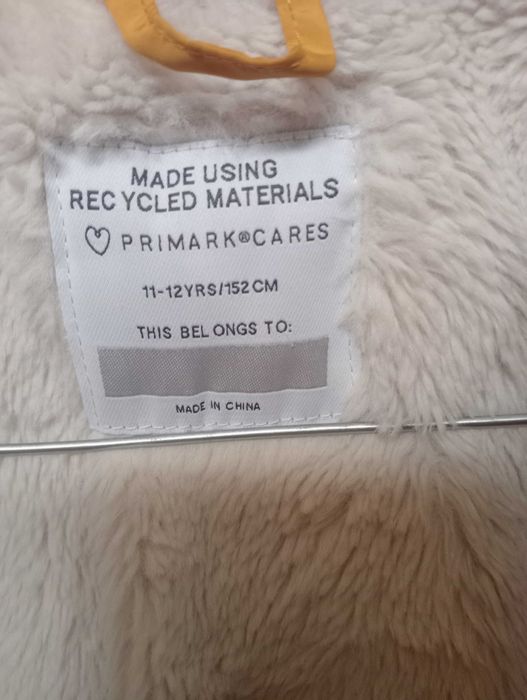 MADE USING
RECYCLED MATERIALS
PRIMARK®CARES
11-12YRS/152CM
THIS BELONGS TO:
MADE IN CHINA